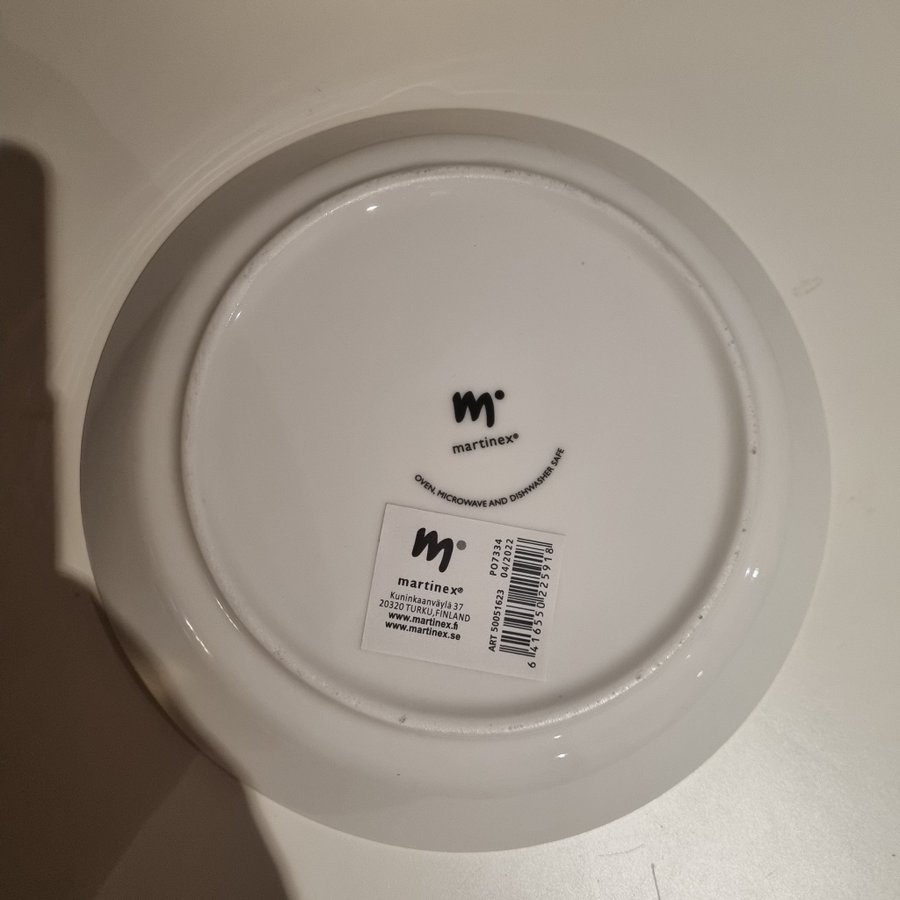 m
martinex®
OVEN, MICROWAVE AND DISHWASHER SAFE
m
martinex®
Kuninkaanväylä 37
20320 TURKU,FINLAND
www.martinex.fi
www.martinex.se
ART 50051623 04/2022
PO7334
6 416550 225918